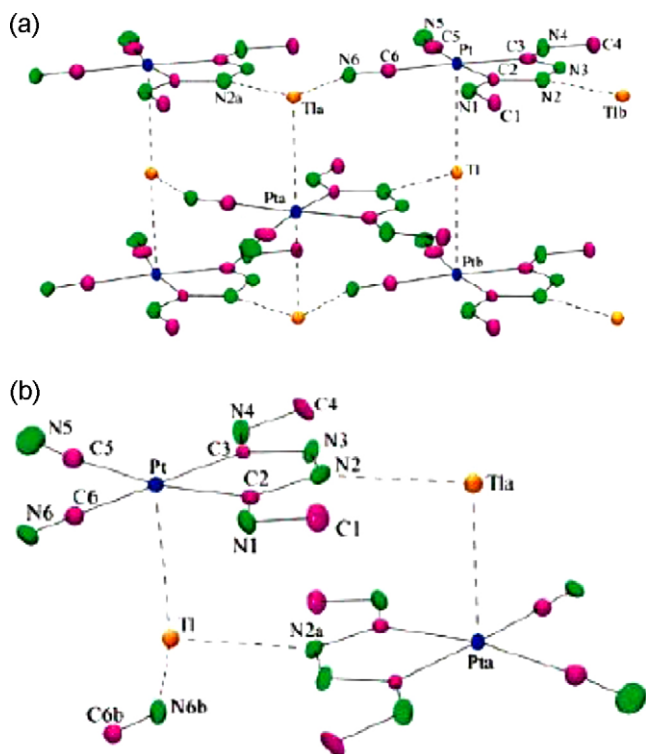 (a)
N5
C5
Pt
N4
C3
C4
N6
C6
C2
N3
N2a
Tla
N1
C1
N2
Tlb
Pta
Tl
Ptb
(b)
N5
C5
N4
C4
C3
N3
Pt
C2
N2
Tla
N6
C6
N1
C1
Tl
N2a
Pta
C6b
N6b